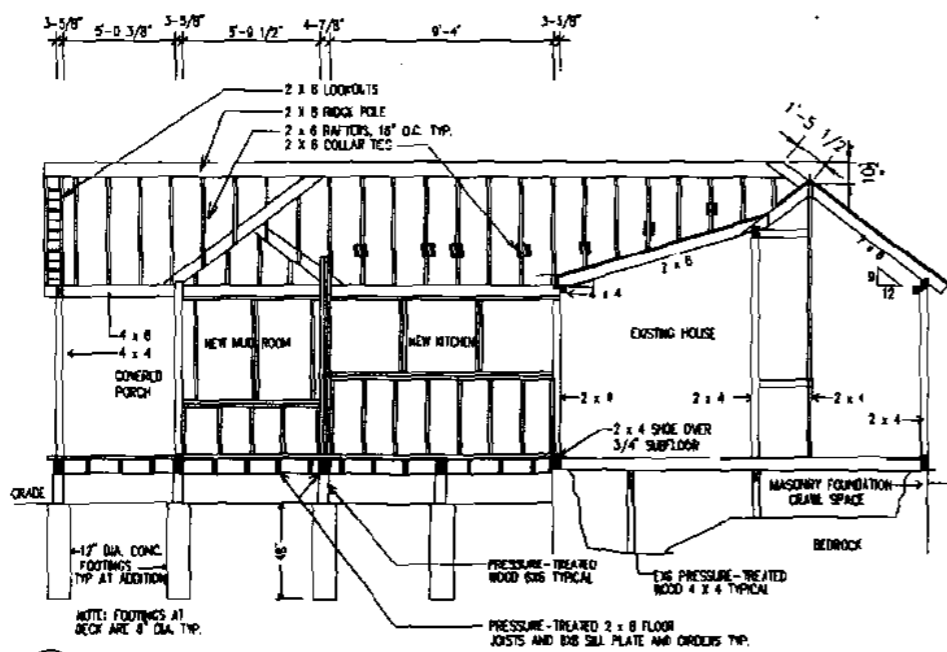 3-5/8"
5'-0 3/8"
3-5/8"
5'-9 1/2"
4-7/8"
9'-4"
3-5/8"
2 X 6 LOOKOUTS
2 X 8 RIDGE POLE
2 x 6 RAFTERS, 16" O.C. TYP.
2 X 6 COLLAR TIES
1'-5 1/2"
10 1/2"
2 x 6
2 x 6
9
12
4 x 4
4 x 6
4 x 4
COVERED
PORCH
NEW MUD ROOM
NEW KITCHEN
EXISTING HOUSE
2 x
2 x 4
2 x 4
2 x 4
2 x 4 SHOE OVER
3/4" SUBFLOOR
GRADE
MASONRY FOUNDATION
CRAWL SPACE
BEDROCK
12" DIA. CONC.
FOOTINGS
TYP AT ADDITION
48"
PRESSURE-TREATED
WOOD 6X6 TYPICAL
EXG PRESSURE-TREATED
WOOD 4 X 4 TYPICAL
NOTE: FOOTINGS AT
DECK ARE 8" DIA. TYP.
PRESSURE-TREATED 2 x 8 FLOOR
JOISTS AND 6X6 SILL PLATE AND GIRDERS TYP.